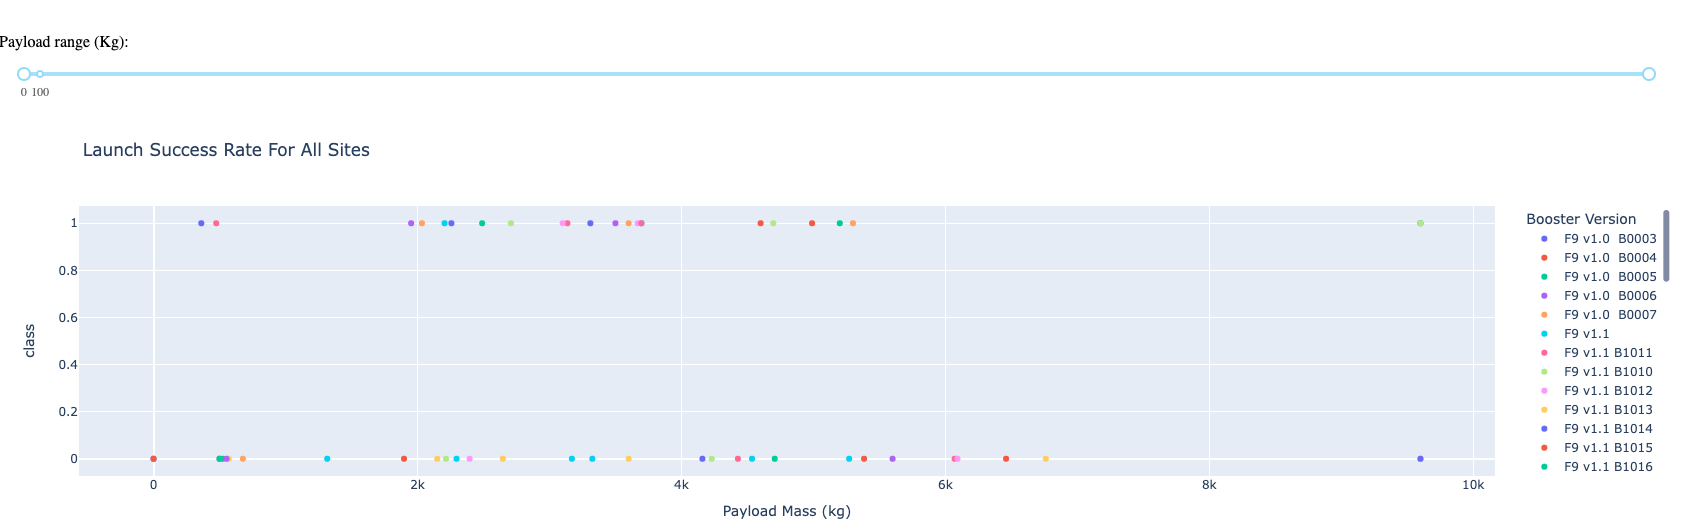 Payload range (Kg):
0 100
Launch Success Rate For All Sites
1
0.8
0.6
0.4
0.2
0
class
0 2k 4k 6k 8k 10k
Payload Mass (kg)
Booster Version
F9 v1.0  B0003
F9 v1.0  B0004
F9 v1.0  B0005
F9 v1.0  B0006
F9 v1.0  B0007
F9 v1.1
F9 v1.1 B1011
F9 v1.1 B1010
F9 v1.1 B1012
F9 v1.1 B1013
F9 v1.1 B1014
F9 v1.1 B1015
F9 v1.1 B1016